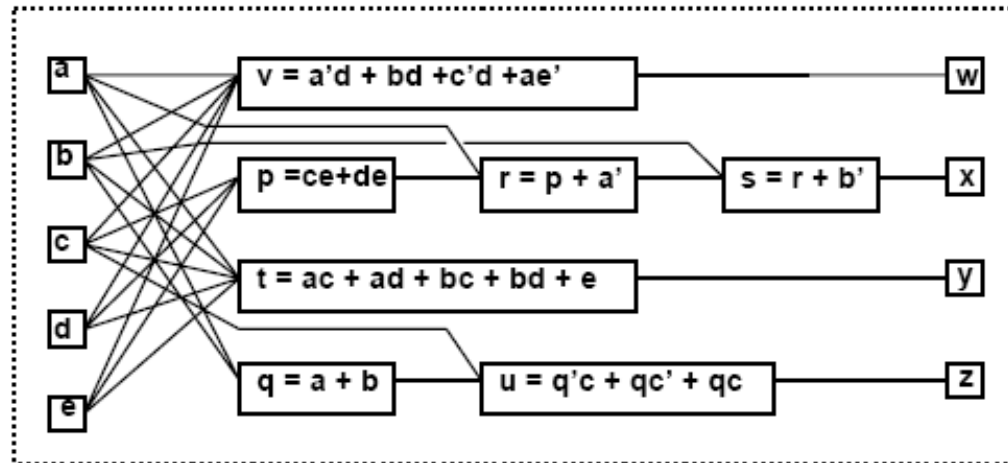 a
v = a’d + bd +c’d +ae’
w
b
p =ce+de
r = p + a’
s = r + b’
x
c
t = ac + ad + bc + bd + e
y
d
q = a + b
u = q’c + qc’ + qc
z
e